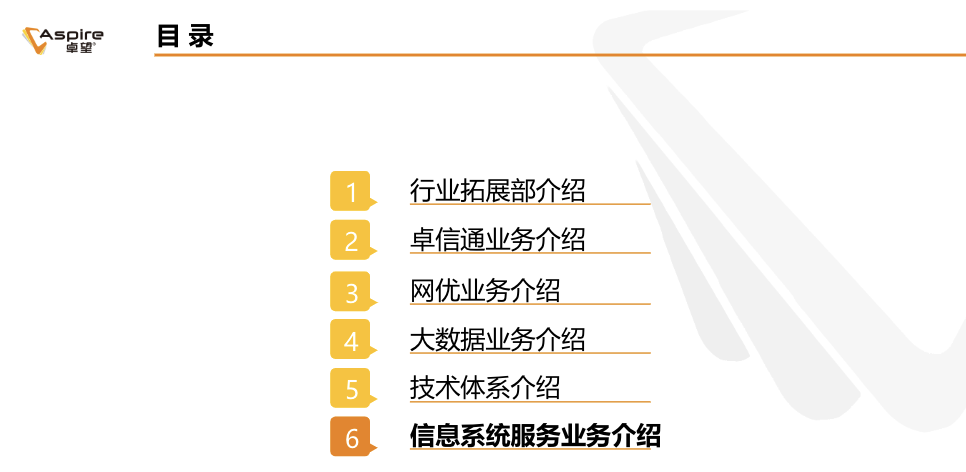 Aspire
卓望®
目 录
1 行业拓展部介绍
2 卓信通业务介绍
3 网优业务介绍
4 大数据业务介绍
5 技术体系介绍
6 信息系统服务业务介绍